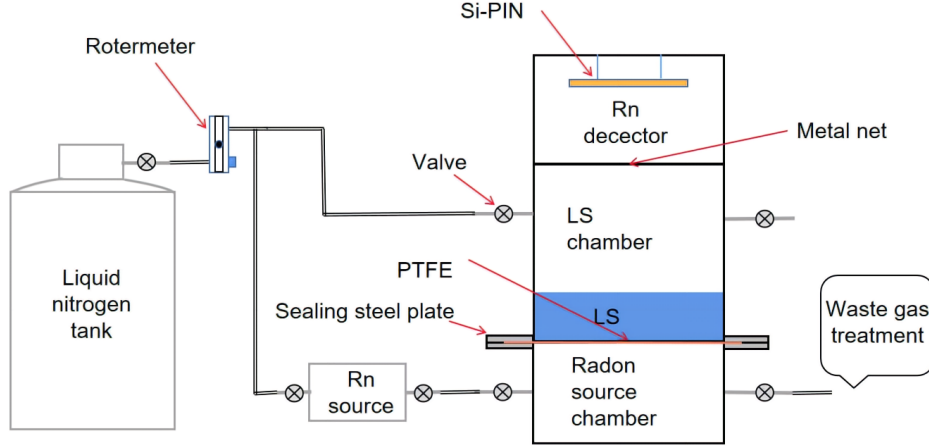 Si-PIN
Rotermeter
Rn
decector
Metal net
Valve
LS
chamber
Liquid
nitrogen
tank
PTFE
Sealing steel plate
LS
Waste gas
treatment
Rn
source
Radon
source
chamber